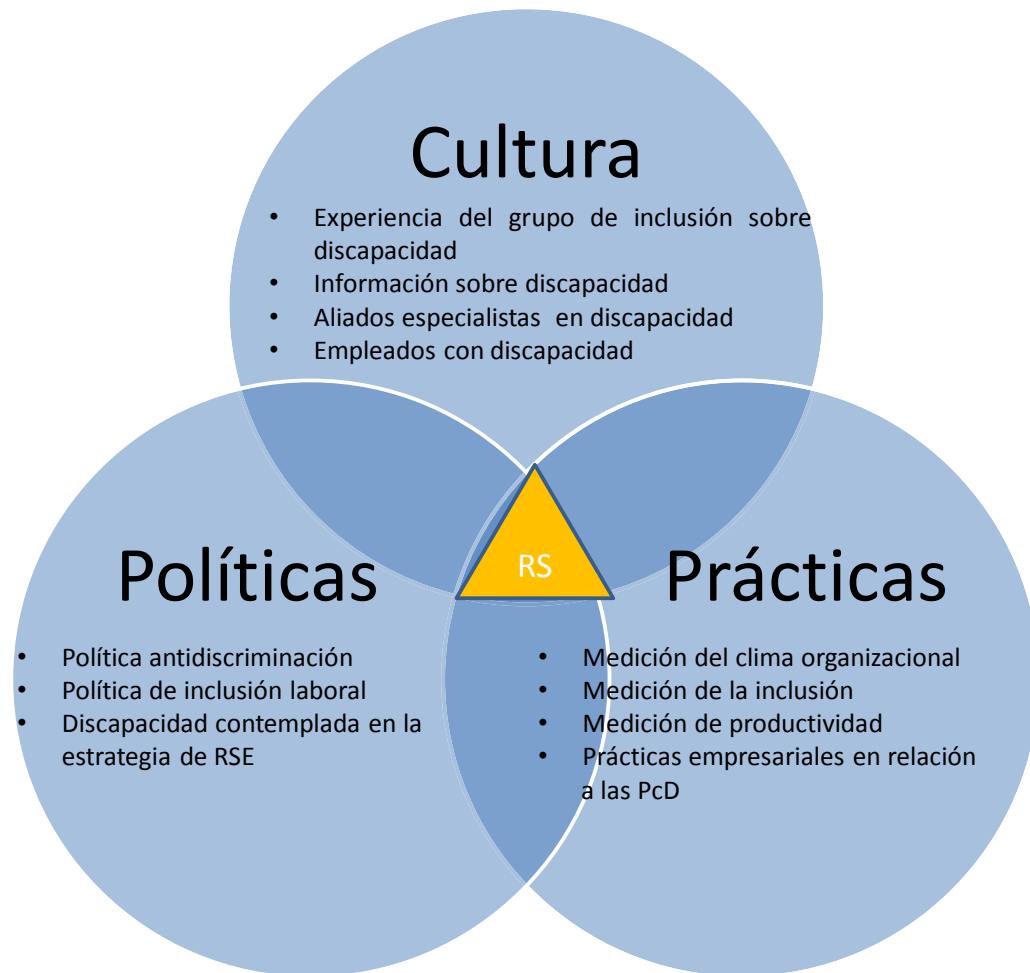 Cultura
• Experiencia del grupo de inclusión sobre
discapacidad
• Información sobre discapacidad
• Aliados especialistas en discapacidad
• Empleados con discapacidad
RS
Políticas
• Política antidiscriminación
• Política de inclusión laboral
• Discapacidad contemplada en la
estrategia de RSE
Prácticas
• Medición del clima organizacional
• Medición de la inclusión
• Medición de productividad
• Prácticas empresariales en relación
a las PcD